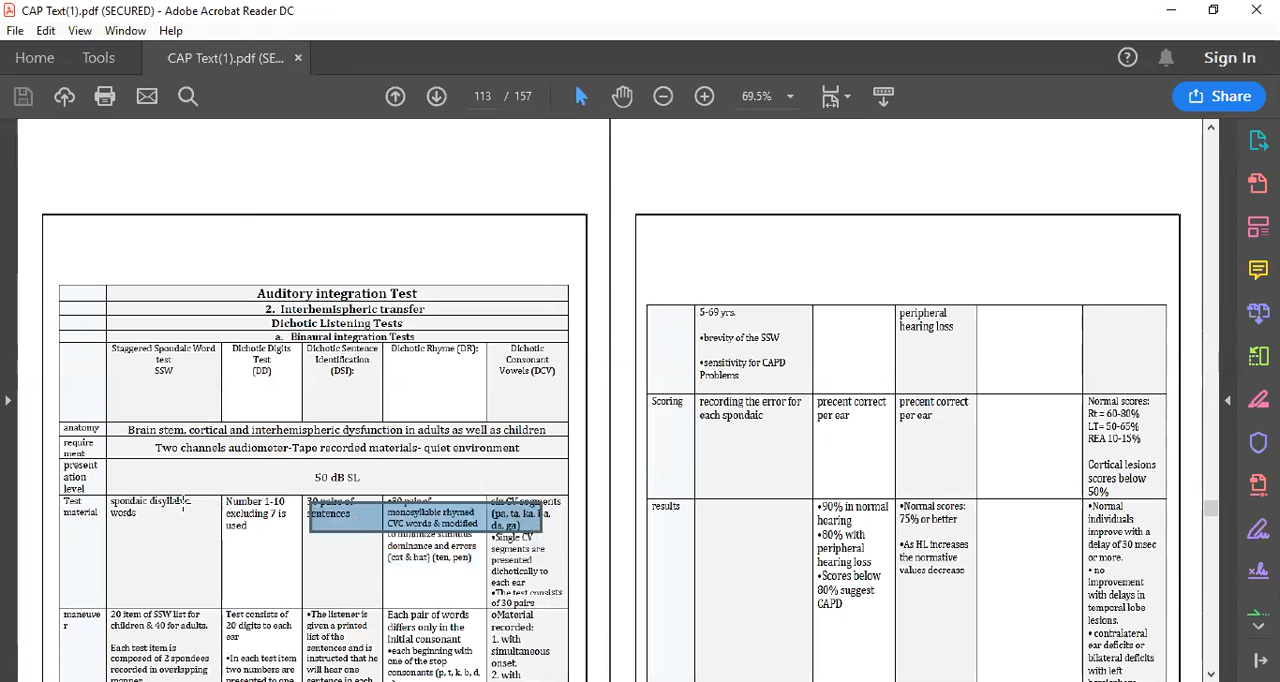 CAP Text(1).pdf (SECURED) - Adobe Acrobat Reader DC
File Edit View Window Help
Home Tools CAP Text(1).pdf (SE... × Sign In
113 / 157 69.5% Share
Auditory integration Test
2. Interhemispheric transfer
Dichotic Listening Tests
a. Binaural integration Tests
Staggered Spondaic Word
test
SSW
Dichotic Digits
Test
(DD)
Dichotic Sentence
Identification
(DSI):
Dichotic Rhyme (DR):
Dichotic
Consonant
Vowels (DCV)
anatomy Brain stem, cortical and interhemispheric dysfunction in adults as well as children
require
ment
Two channels audiometer-Tape recorded materials- quiet environment
present
ation
level
50 dB SL
Test
material
spondaic disyllabic
words
Number 1-10
excluding 7 is
used
30 pairs of
sentences
•30 pair of
monosyllable rhymed
CVC words & modified
to minimize stimulus
dominance and errors
(cat & hat) (ten, pen)
six CV segments
(pa, ta, ka, ba,
da, ga)
•Single CV
segments are
presented
dichotically to
each ear
•The test consists
of 30 pairs
maneuve
r
20 item of SSW list for
children & 40 for adults.
Each test item is
composed of 2 spondees
recorded in overlapping
manner
Test consists of
20 digits to each
ear
•In each test item
two numbers are
presented to one
•The listener is
given a printed
list of the
sentences and is
instructed that he
will hear one
sentence in each
Each pair of words
differs only in the
initial consonant
•each beginning with
one of the stop
consonants (p, t, k, b, d,
oMaterial
recorded:
1. with
simultaneous
onset.
2. with
5-69 yrs.
•brevity of the SSW
•sensitivity for CAPD
Problems
peripheral
hearing loss
Scoring
recording the error for
each spondaic
precent correct
per ear
precent correct
per ear
Normal scores:
Rt = 60-80%
LT= 50-65%
REA 10-15%
Cortical lesions
scores below
50%
results
•90% in normal
hearing
•80% with
peripheral
hearing loss
•Scores below
80% suggest
CAPD
•Normal scores:
75% or better
•As HL increases
the normative
values decrease
•Normal
individuals
improve with a
delay of 30 msec
or more.
• no
improvement
with delays in
temporal lobe
lesions.
• contralateral
ear deficits or
bilateral deficits
with left